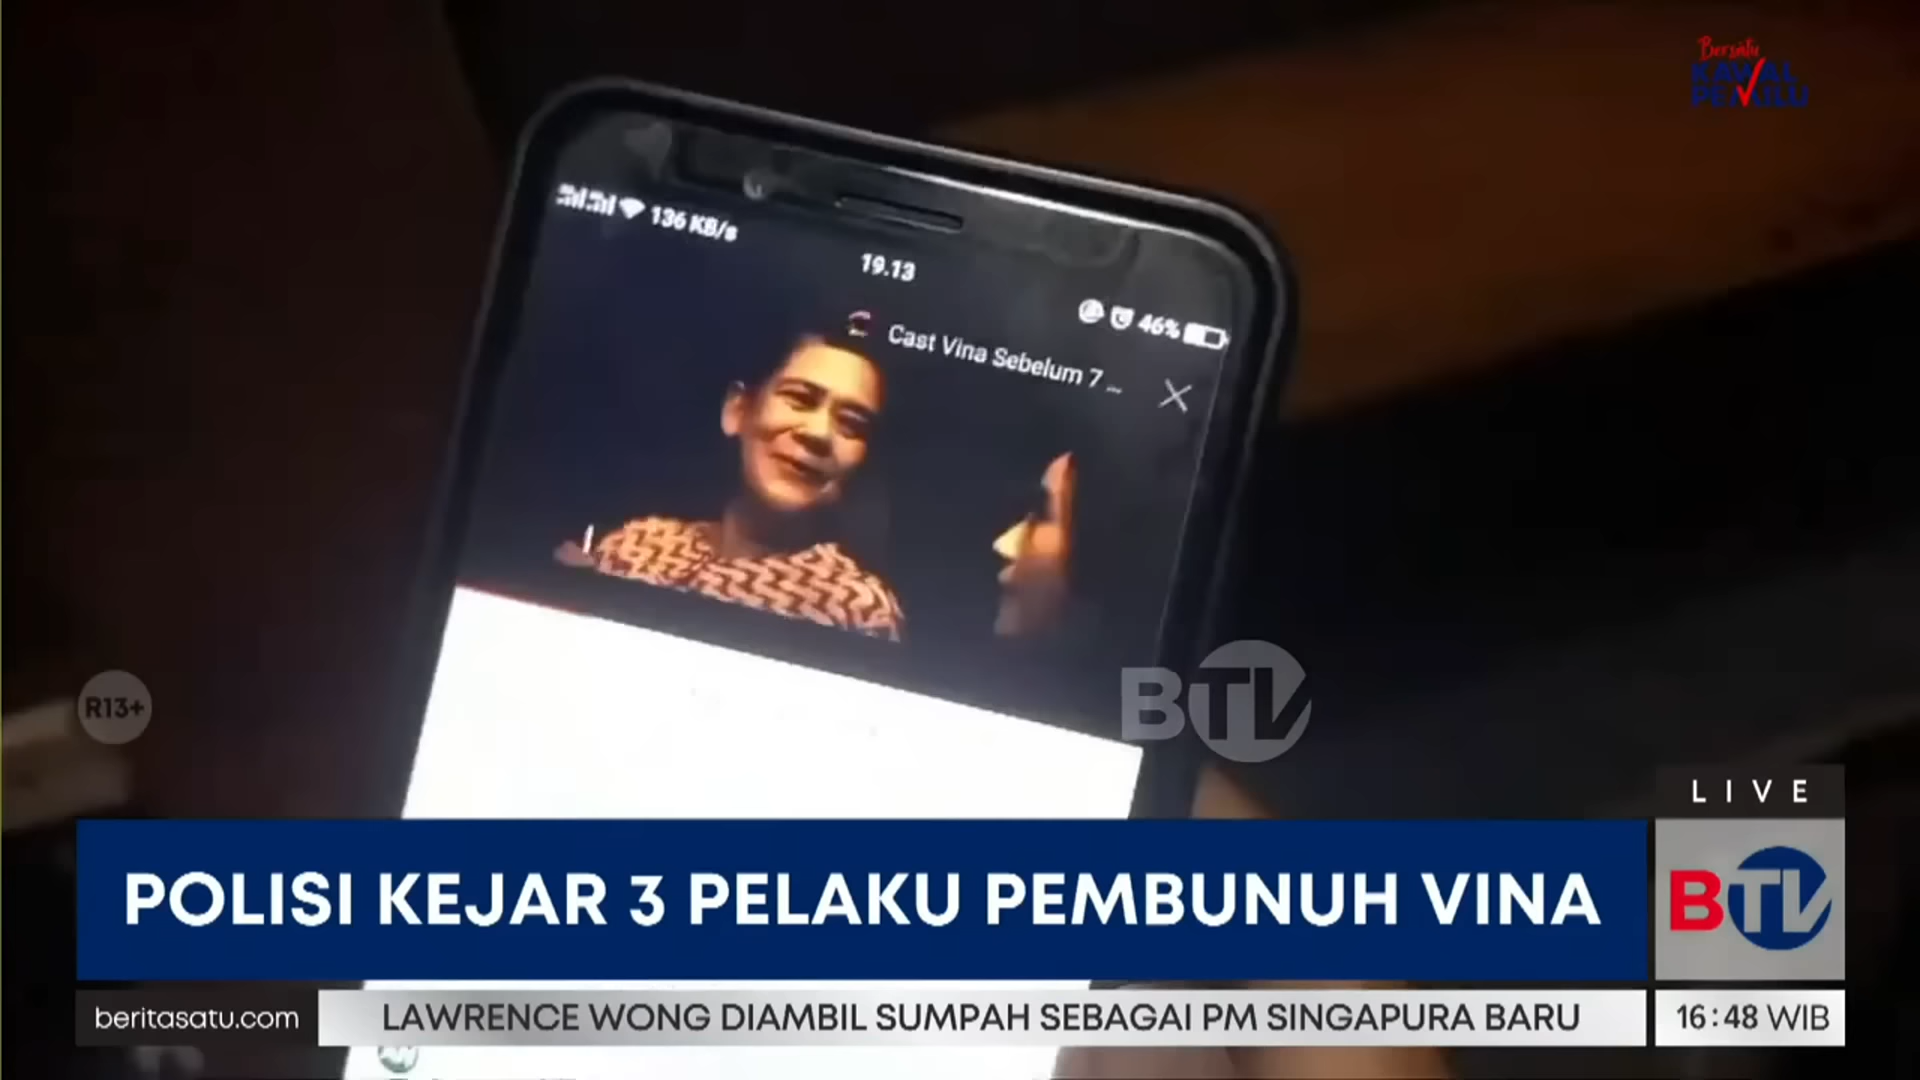 Bersatu
KAWAL
PEMILU
136 KB/s
19.13
46%
Cast Vina Sebelum 7 ...
BTV
R13+
LIVE
POLISI KEJAR 3 PELAKU PEMBUNUH VINA
BTV
beritasatu.com
LAWRENCE WONG DIAMBIL SUMPAH SEBAGAI PM SINGAPURA BARU
16:48 WIB